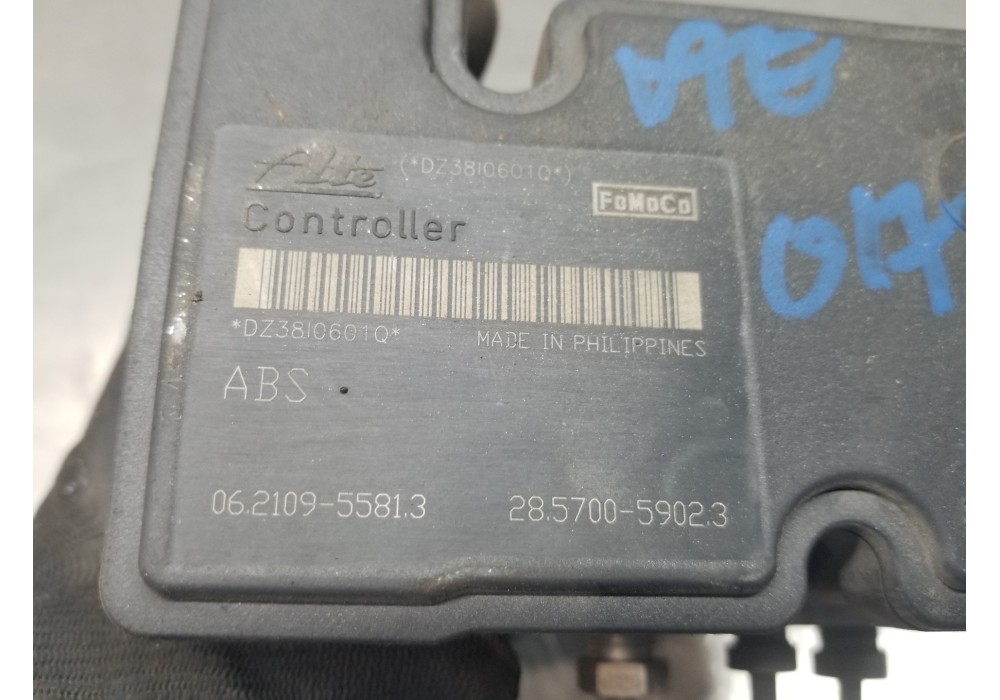 Ate (*DZ38I0601Q*)
FoMoCo
Controller
*DZ38I0601Q*
MADE IN PHILIPPINES
ABS
06.2109-5581.3
28.5700-5902.3